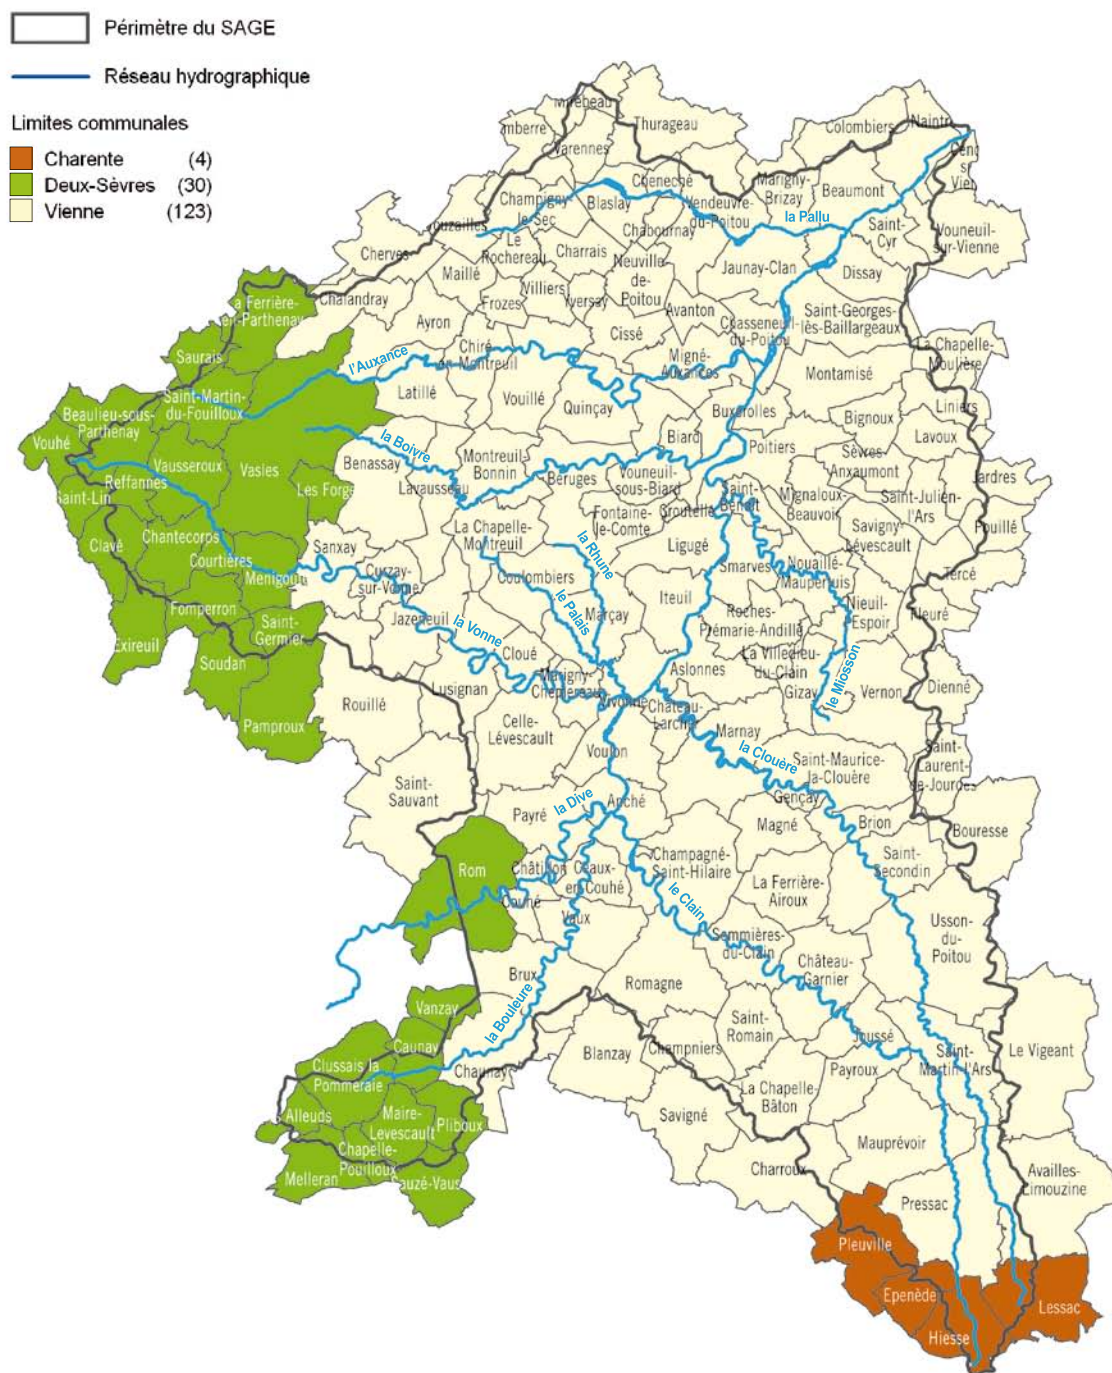 Périmètre du SAGE
Réseau hydrographique
Limites communales
Charente (4)
Deux-Sèvres (30)
Vienne (123)
Mirebeau
Thurageau
Colombiers
Naintr
mberre
Varennes
Cheneché
Marigny-
Brizay
Beaumont
Champigny-
le-Sec
Blaslay
Vendeuvre-
du-Poitou
la Pallu
Saint-
Cyr
Vouneuil-
sur-Vienne
ouzailles
Cherves
Le
Rochereau
Charrais
Chabournay
Neuville-
de-
Poitou
Jaunay-Clan
Dissay
Maillé
Villiers
Yversay
Frozes
Avanton
Chalandray
a Ferrière-
en-Parthenay
Ayron
Cissé
Chasseneuil-
du-Poitou
Saint-Georges-
lès-Baillargeaux
La Chapelle-
Moulière
Saurais
l'Auxance
Chiré-
en-Montreuil
Migné-
Auxances
Montamisé
Saint-Martin-
du-Fouilloux
Latillé
Vouillé
Quinçay
Buxerolles
Bignoux
Liniers
Beaulieu-sous-
Parthenay
Vouhé
la Boivre
Biard
Poitiers
Lavoux
Vausseroux
Vasles
Benassay
Montreuil-
Bonnin
Sèvres-
Anxaumont
Reffannes
Les Forge
Lavausseau
Béruges
Vouneuil-
sous-Biard
Jardres
Saint-Lin
Saint-
Benoît
Mignaloux-
Beauvoir
Saint-Julien-
l'Ars
Fontaine-
le-Comte
Croutelle
Clavé
Chantecorps
La Chapelle-
Montreuil
Savigny-
Lévescault
Pouillé
Sanxay
la Rhune
Ligugé
Courtières
Curzay-
sur-Vonne
Coulombiers
Smarves
Nouaillé-
Maupertuis
Tercé
Menigoute
le Palais
Fomperron
Iteuil
Nieuil-
Espoir
Fleuré
Saint-
Germier
Jazeneuil
la Vonne
Marçay
Roches-
Prémarie-Andillé
Exireuil
Soudan
Cloué
La Villedieu-
du-Clain
Aslonnes
le Miosson
Marigny-
Chemereau
Gizay
Vernon
Dienné
Lusignan
Rouillé
Vivonne
Château-
Larcher
Pamproux
Celle-
Lévescault
Marnay
Voulon
la Clouère
Saint-Maurice-
la-Clouère
Saint-
Laurent-
de-Jourdes
Saint-
Sauvant
Gençay
Payré
la Dive
Anché
Magné
Brion
Bouresse
Rom
Châtillon
Ceaux-
en-Couhé
Champagné-
Saint-Hilaire
Saint-
Secondin
La Ferrière-
Airoux
Couhé
Vaux
le Clain
Usson-
du-
Poitou
Sommières-
du-Clain
Château-
Garnier
Brux
Romagne
Vanzay
la Bouleure
Saint-
Romain
Joussé
Caunay
Blanzay
Champniers
Saint-
Martin-l'Ars
Le Vigeant
Clussais la
Pommeraie
Chaunay
Payroux
La Chapelle-
Bâton
Alleuds
Maire-
Levescault
Pliboux
Savigné
Mauprévoir
Chapelle-
Pouilloux
Charroux
Availles-
Limouzine
Melleran
Sauzé-Vaus
Pressac
Pleuville
Epenède
Lessac
Hiesse